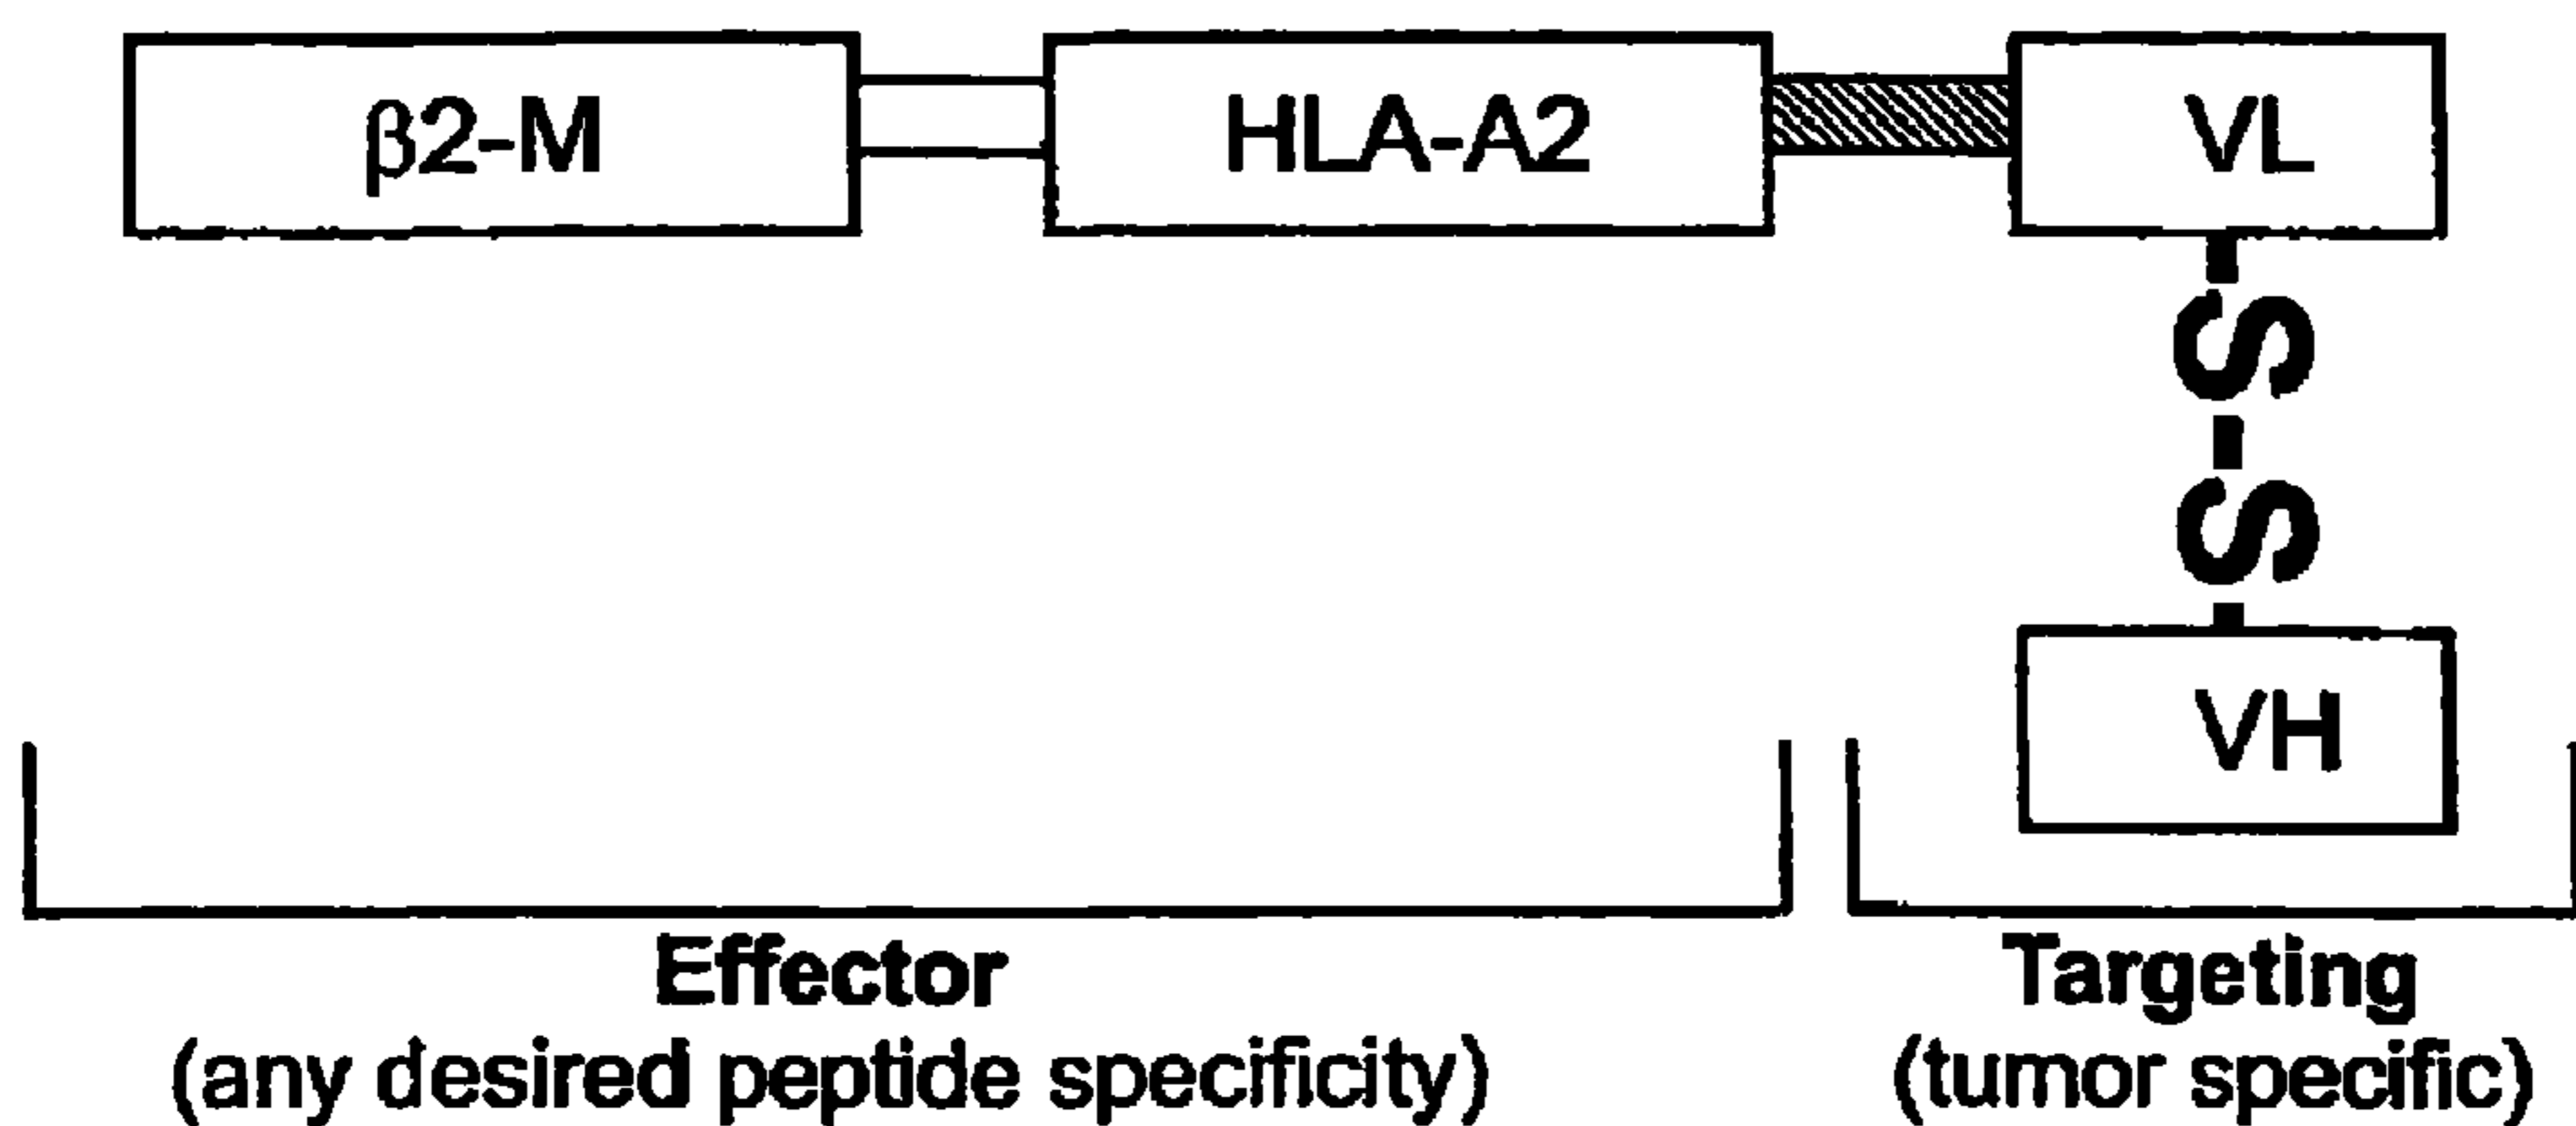 β2-M HLA-A2 VL
S-S
VH
Effector Targeting
(any desired peptide specificity) (tumor specific)